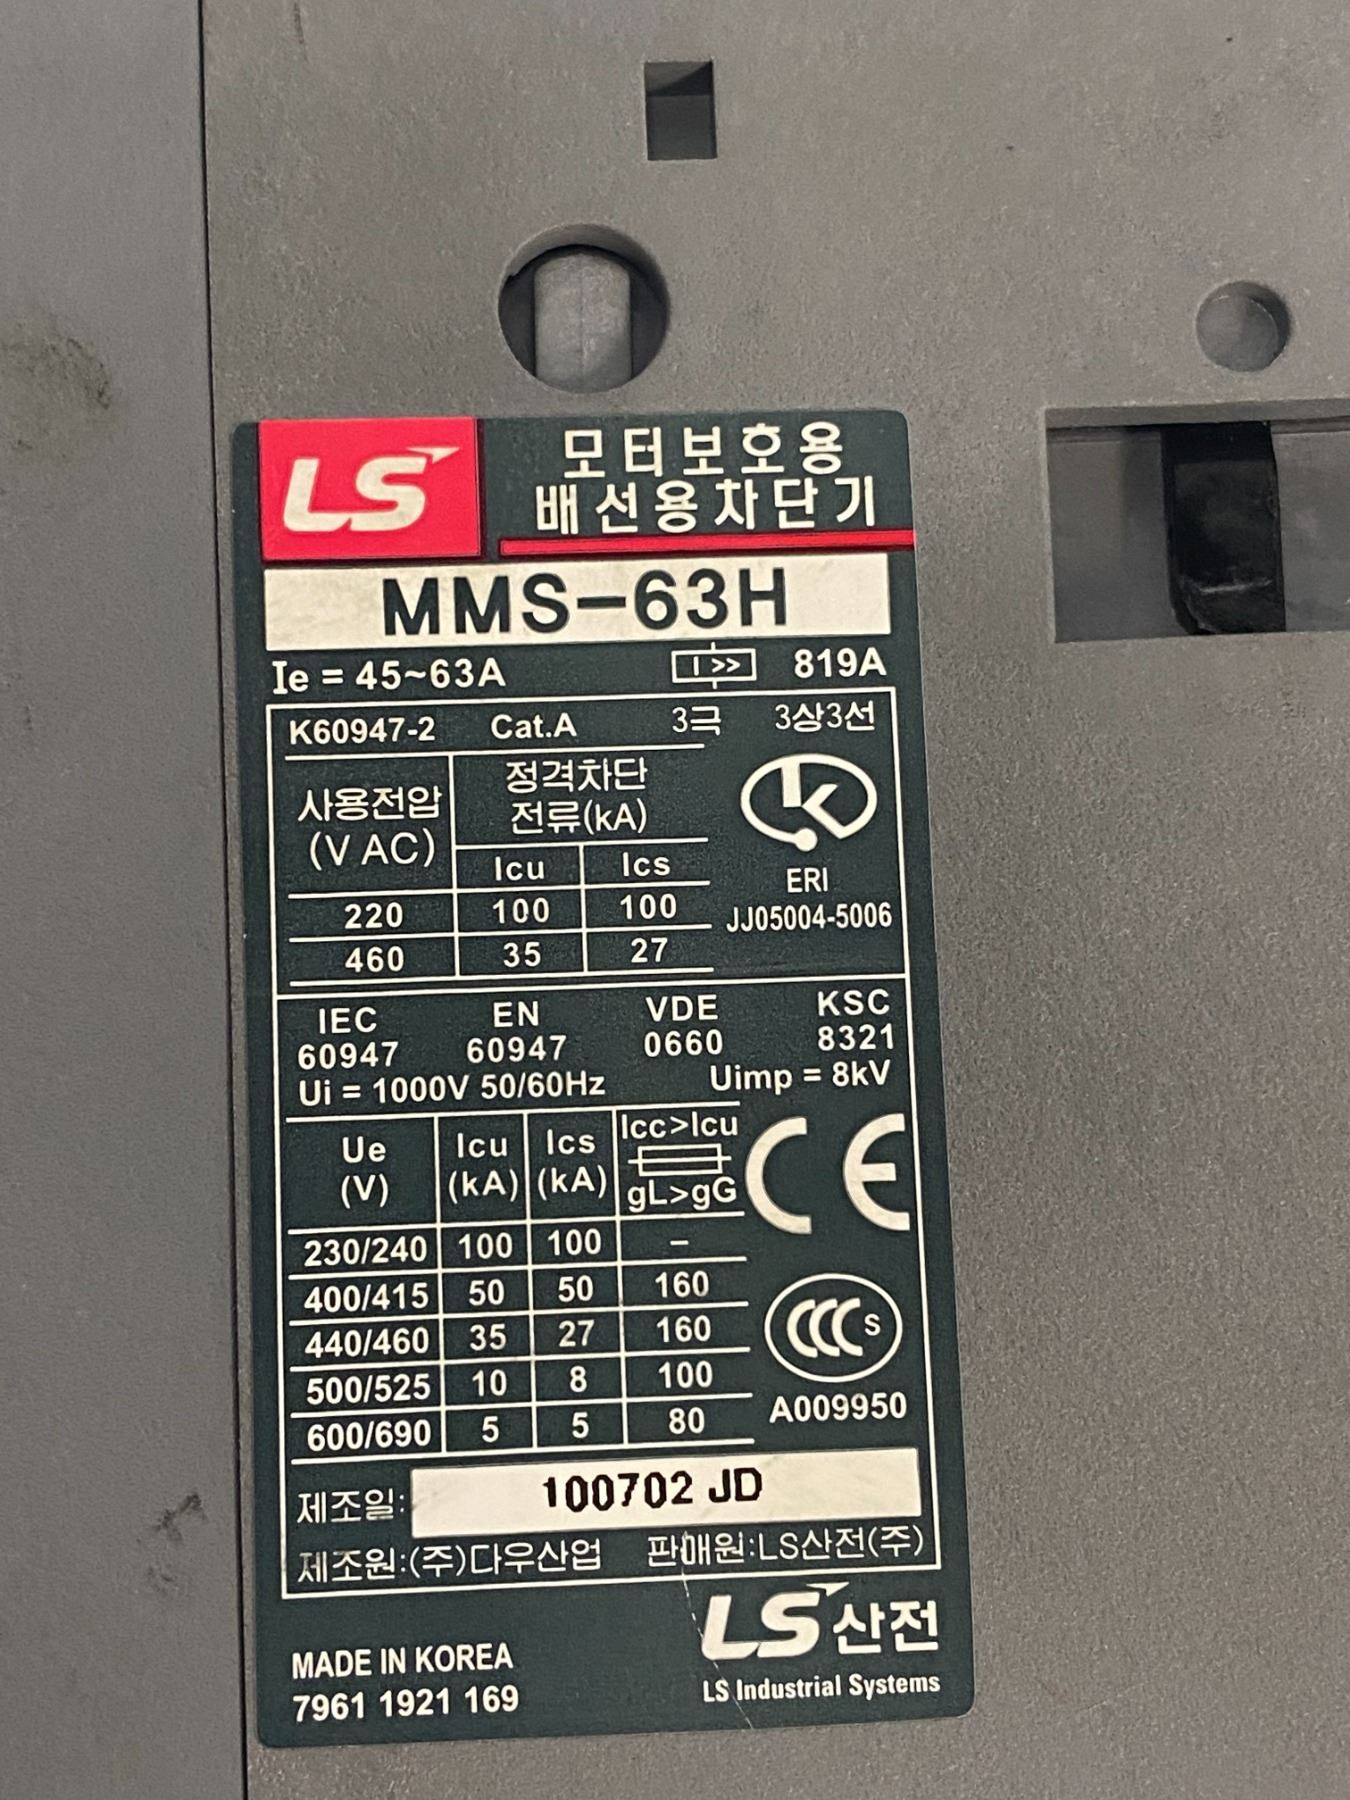 LS 모터보호용
배선용차단기
MMS-63H
Ie = 45~63A I >> 819A
K60947-2 Cat.A 3극 3상3선
사용전압 (V AC) 정격차단 전류(kA)
Icu Ics
220 100 100
460 35 27
ERI
JJ05004-5006
IEC EN VDE KSC
60947 60947 0660 8321
Ui = 1000V 50/60Hz Uimp = 8kV
Ue (V) Icu (kA) Ics (kA) Icc>Icu gL>gG
230/240 100 100 –
400/415 50 50 160
440/460 35 27 160
500/525 10 8 100
600/690 5 5 80
CE
CCC S
A009950
제조일: 100702 JD
제조원:(주)다우산업 판매원:LS산전(주)
LS산전
LS Industrial Systems
MADE IN KOREA
7961 1921 169